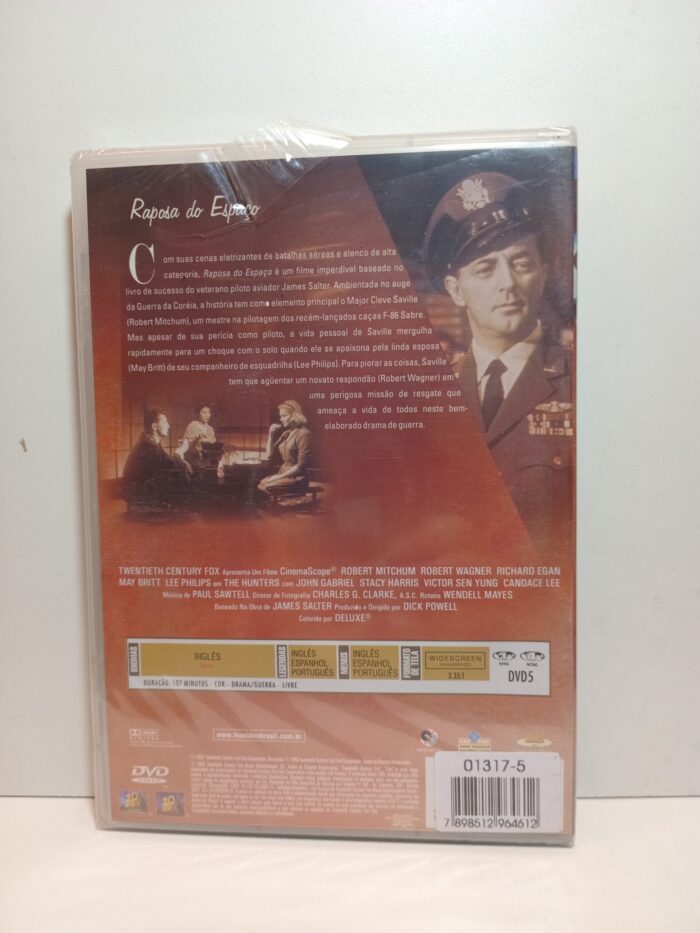 Raposa do Espaço
Com suas cenas eletrizantes de batalhas aéreas e elenco de alta
categoria, Raposa do Espaço é um filme imperdível baseado no
livro de sucesso do veterano piloto aviador James Salter. Ambientada no auge
da Guerra da Coréia, a história tem como elemento principal o Major Cleve Saville
(Robert Mitchum), um mestre na pilotagem dos recém-lançados caças F-86 Sabre.
Mas apesar de sua perícia como piloto, a vida pessoal de Saville mergulha
rapidamente para um choque com o solo quando ele se apaixona pela linda esposa
(May Britt) de seu companheiro de esquadrilha (Lee Philips). Para piorar as coisas, Saville
tem que agüentar um novato respondão (Robert Wagner) em
uma perigosa missão de resgate que
ameaça a vida de todos neste bem-
elaborado drama de guerra.
TWENTIETH CENTURY FOX Apresenta Um Filme CinemaScope® ROBERT MITCHUM ROBERT WAGNER RICHARD EGAN
MAY BRITT LEE PHILIPS em THE HUNTERS com JOHN GABRIEL STACY HARRIS VICTOR SEN YUNG CANDACE LEE
Música de PAUL SAWTELL Diretor de Fotografia CHARLES G. CLARKE, A.S.C. Roteiro WENDELL MAYES
Baseado Na Obra de JAMES SALTER Produzido e Dirigido por DICK POWELL
Colorido por DELUXE®
IDIOMAS
INGLÊS
LEGENDAS
INGLÊS
ESPANHOL
PORTUGUÊS
MENUS
INGLÊS
ESPANHOL
PORTUGUÊS
FORMATO DE TELA
WIDESCREEN
2.35:1
NTSC
NTSC
DVD5
DURAÇÃO: 107 MINUTOS - COR - DRAMA/GUERRA - LIVRE
www.foxvideobrasil.com.br
DVD
VIDEO
01317-5
7 898512 964612